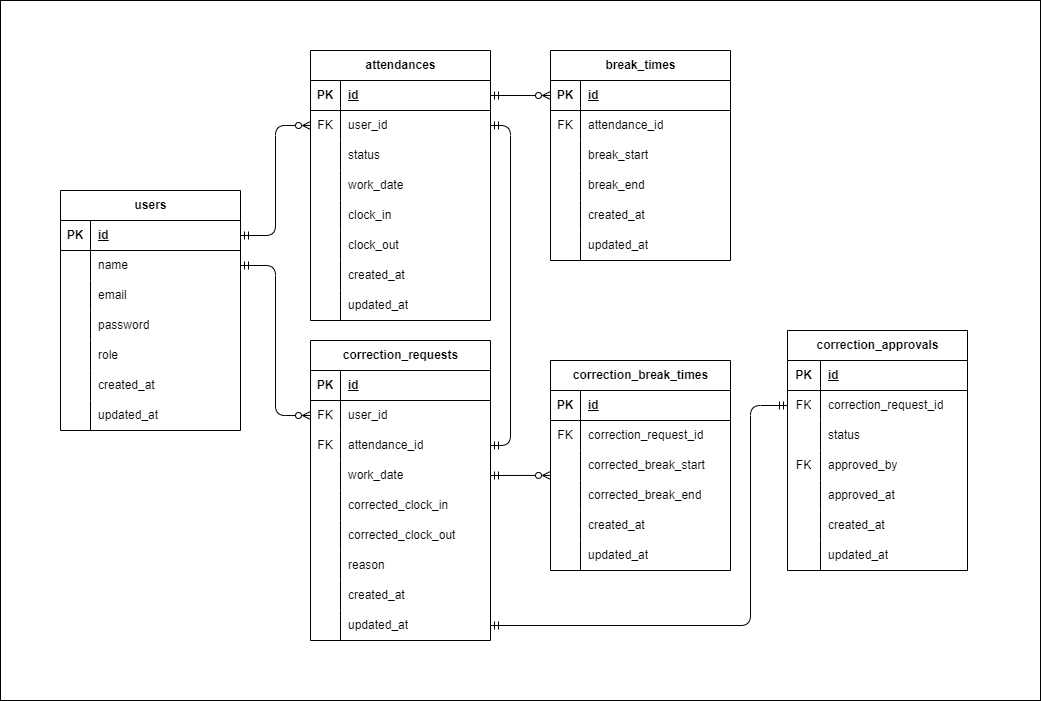 attendances
PK id
FK user_id
status
work_date
clock_in
clock_out
created_at
updated_at
break_times
PK id
FK attendance_id
break_start
break_end
created_at
updated_at
users
PK id
name
email
password
role
created_at
updated_at
correction_requests
PK id
FK user_id
FK attendance_id
work_date
corrected_clock_in
corrected_clock_out
reason
created_at
updated_at
correction_break_times
PK id
FK correction_request_id
corrected_break_start
corrected_break_end
created_at
updated_at
correction_approvals
PK id
FK correction_request_id
status
FK approved_by
approved_at
created_at
updated_at